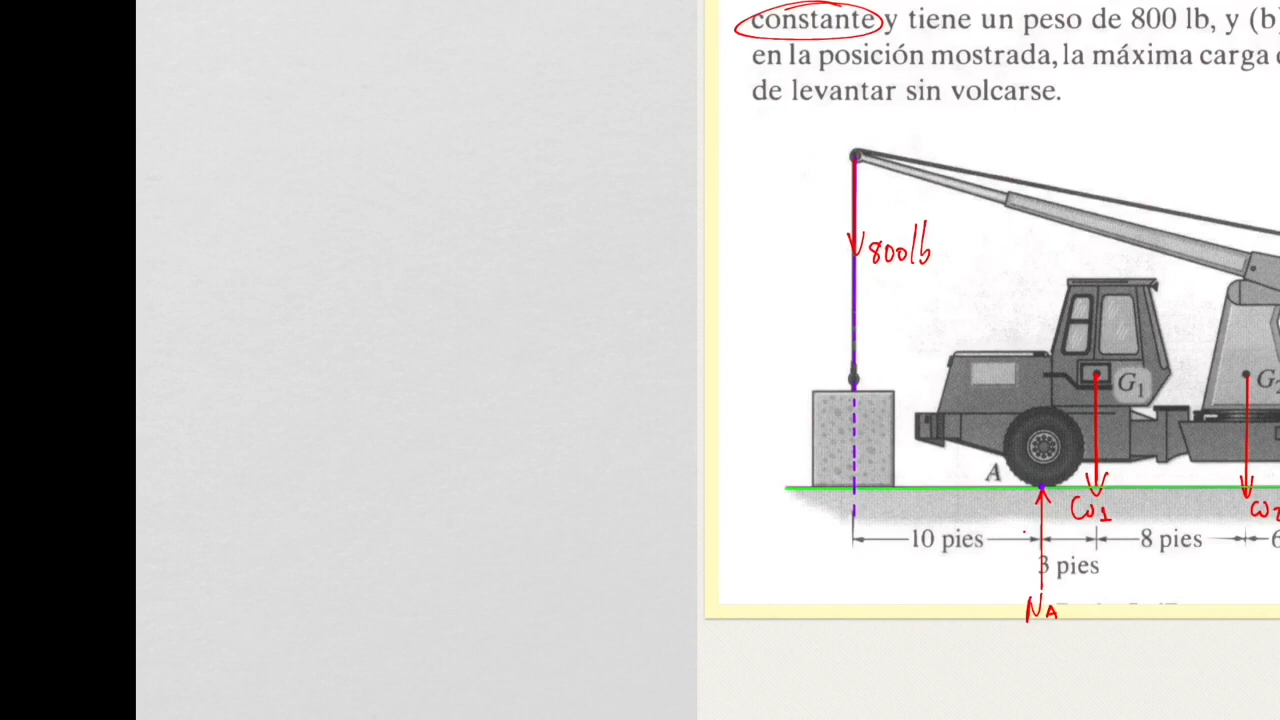 constante y tiene un peso de 800 lb, y (b)
en la posición mostrada, la máxima carga
de levantar sin volcarse.
800lb
G1
A
ω1
10 pies
8 pies
3 pies
NA